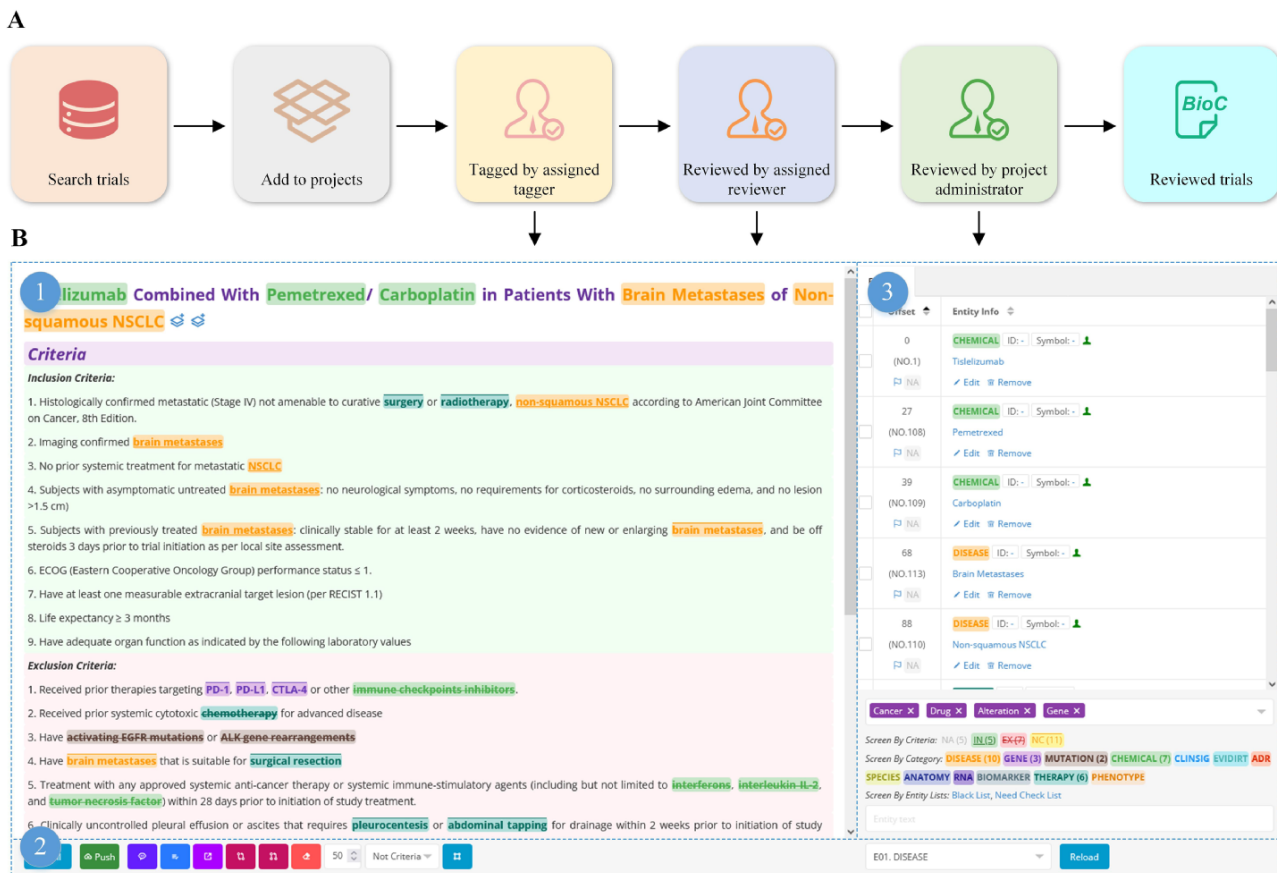 A
Search trials
Add to projects
Tagged by assigned
tagger
Reviewed by assigned
reviewer
Reviewed by project
administrator
BioC
Reviewed trials
B
1
lizumab Combined With Pemetrexed/ Carboplatin in Patients With Brain Metastases of Non-
squamous NSCLC
Criteria
Inclusion Criteria:
1. Histologically confirmed metastatic (Stage IV) not amenable to curative surgery or radiotherapy, non-squamous NSCLC according to American Joint Committee
on Cancer, 8th Edition.
2. Imaging confirmed brain metastases
3. No prior systemic treatment for metastatic NSCLC
4. Subjects with asymptomatic untreated brain metastases: no neurological symptoms, no requirements for corticosteroids, no surrounding edema, and no lesion
>1.5 cm)
5. Subjects with previously treated brain metastases: clinically stable for at least 2 weeks, have no evidence of new or enlarging brain metastases, and be off
steroids 3 days prior to trial initiation as per local site assessment.
6. ECOG (Eastern Cooperative Oncology Group) performance status ≤ 1.
7. Have at least one measurable extracranial target lesion (per RECIST 1.1)
8. Life expectancy ≥ 3 months
9. Have adequate organ function as indicated by the following laboratory values
Exclusion Criteria:
1. Received prior therapies targeting PD-1, PD-L1, CTLA-4 or other immune checkpoints inhibitors.
2. Received prior systemic cytotoxic chemotherapy for advanced disease
3. Have activating EGFR mutations or ALK gene rearrangements
4. Have brain metastases that is suitable for surgical resection
5. Treatment with any approved systemic anti-cancer therapy or systemic immune-stimulatory agents (including but not limited to interferons, interleukin IL-2,
and tumor necrosis factor) within 28 days prior to initiation of study treatment.
6. Clinically uncontrolled pleural effusion or ascites that requires pleurocentesis or abdominal tapping for drainage within 2 weeks prior to initiation of study
2
Push
50
Not Criteria
3
Offset
Entity Info
0
CHEMICAL ID: - Symbol: -
(NO.1)
Tislelizumab
NA
Edit Remove
27
CHEMICAL ID: - Symbol: -
(NO.108)
Pemetrexed
NA
Edit Remove
39
CHEMICAL ID: - Symbol: -
(NO.109)
Carboplatin
NA
Edit Remove
68
DISEASE ID: - Symbol: -
(NO.113)
Brain Metastases
NA
Edit Remove
88
DISEASE ID: - Symbol: -
(NO.110)
Non-squamous NSCLC
NA
Edit Remove
Cancer X Drug X Alteration X Gene X
Screen By Criteria: NA (5) IN (5) EX (7) NC (11)
Screen By Category: DISEASE (10) GENE (3) MUTATION (2) CHEMICAL (7) CLINSIG EVIDIRT ADR
SPECIES ANATOMY RNA BIOMARKER THERAPY (6) PHENOTYPE
Screen By Entity Lists: Black List, Need Check List
Entity text
E01. DISEASE
Reload